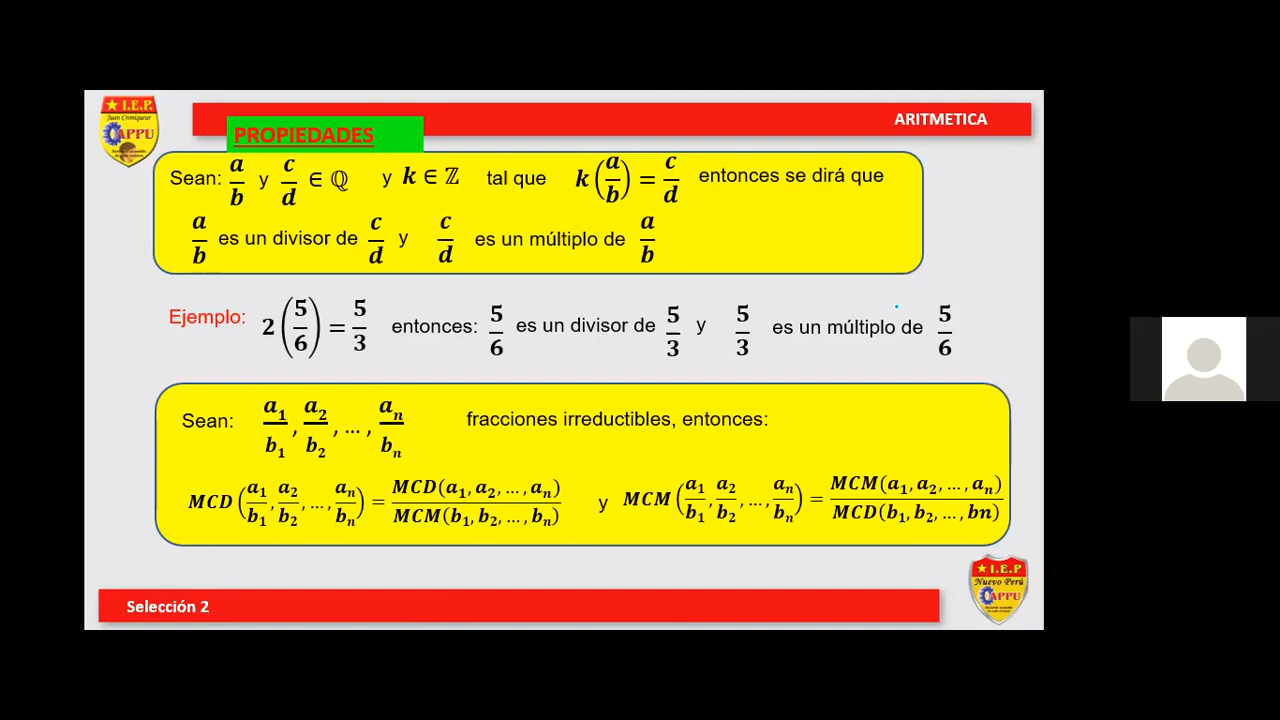 I.E.P.
Juan Croniqueur
APPU
ARITMETICA
PROPIEDADES
Sean: a/b y c/d ∈ ℚ y k ∈ ℤ tal que k(a/b) = c/d entonces se dirá que
a/b es un divisor de c/d y c/d es un múltiplo de a/b
Ejemplo: 2(5/6) = 5/3 entonces: 5/6 es un divisor de 5/3 y 5/3 es un múltiplo de 5/6
Sean: a₁/b₁, a₂/b₂, ..., aₙ/bₙ fracciones irreductibles, entonces:
MCD(a₁/b₁, a₂/b₂, ..., aₙ/bₙ) = MCD(a₁, a₂, ..., aₙ)/MCM(b₁, b₂, ..., bₙ) y MCM(a₁/b₁, a₂/b₂, ..., aₙ/bₙ) = MCM(a₁, a₂, ..., aₙ)/MCD(b₁, b₂, ..., bn)
I.E.P
Nuevo Perú
APPU
Selección 2